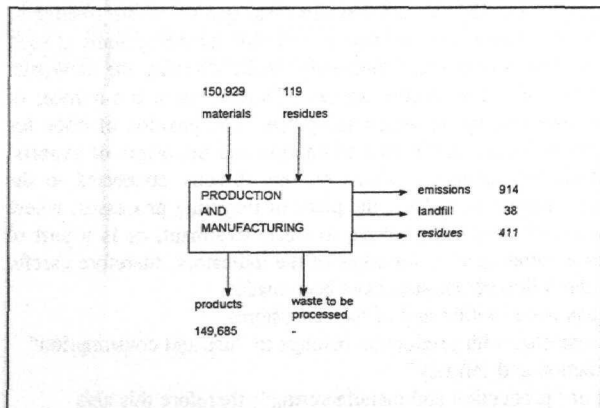 150,929 119
materials residues
PRODUCTION
AND
MANUFACTURING
emissions 914
landfill 38
residues 411
products waste to be
processed
149,685 -